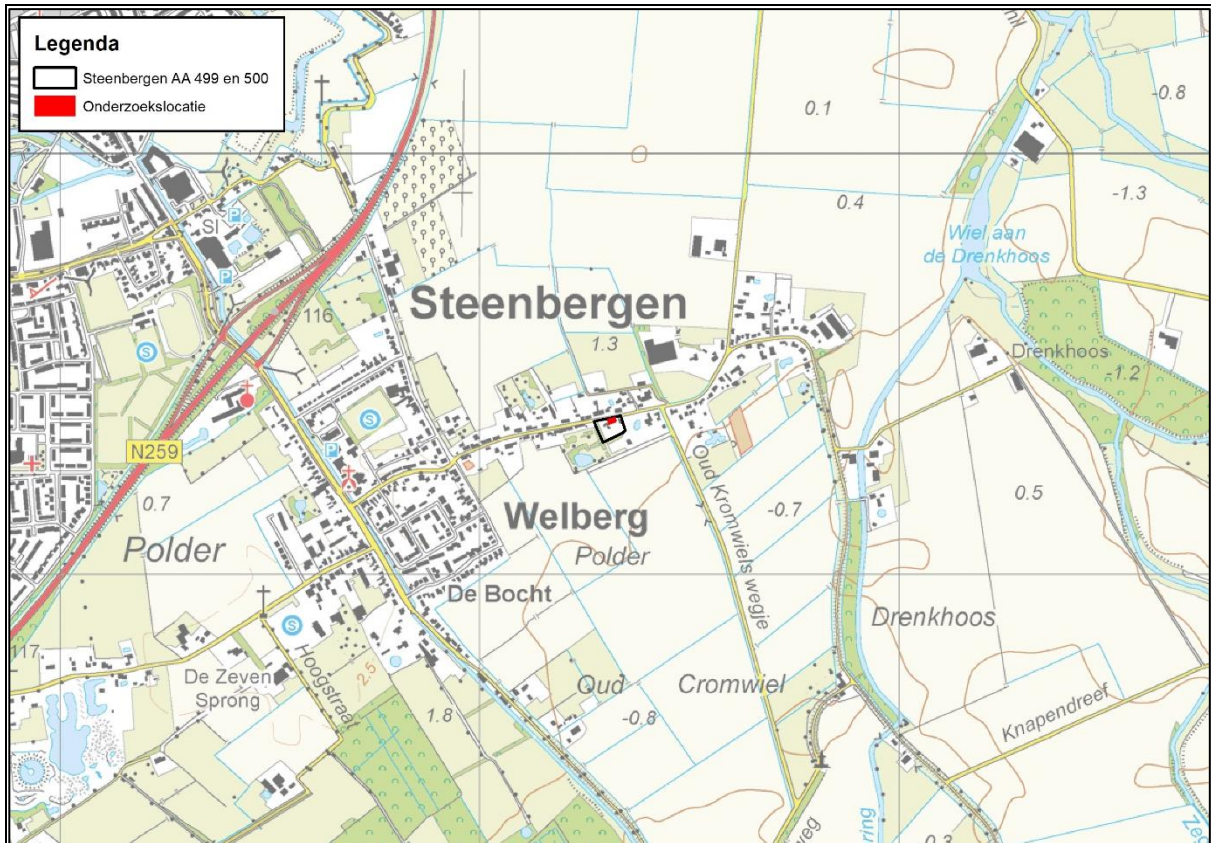 Legenda
Steenbergen AA 499 en 500
Onderzoekslocatie
0.1
-0.8
0.4
-1.3
SI
P
Wiel aan
de Drenkhoos
P
Steenbergen
116
1.3
Drenkhoos
-1.2
S
S
N259
P
0.7
Oud Kromwiels wegje
-0.7
0.5
Welberg
Polder
Polder
De Bocht
Drenkhoos
S
117
De Zeven
Sprong
Hoogstraat
2.5
1.8
Oud Cromwiel
-0.8
Knapendreef
weg
ring
0.3
Zeg